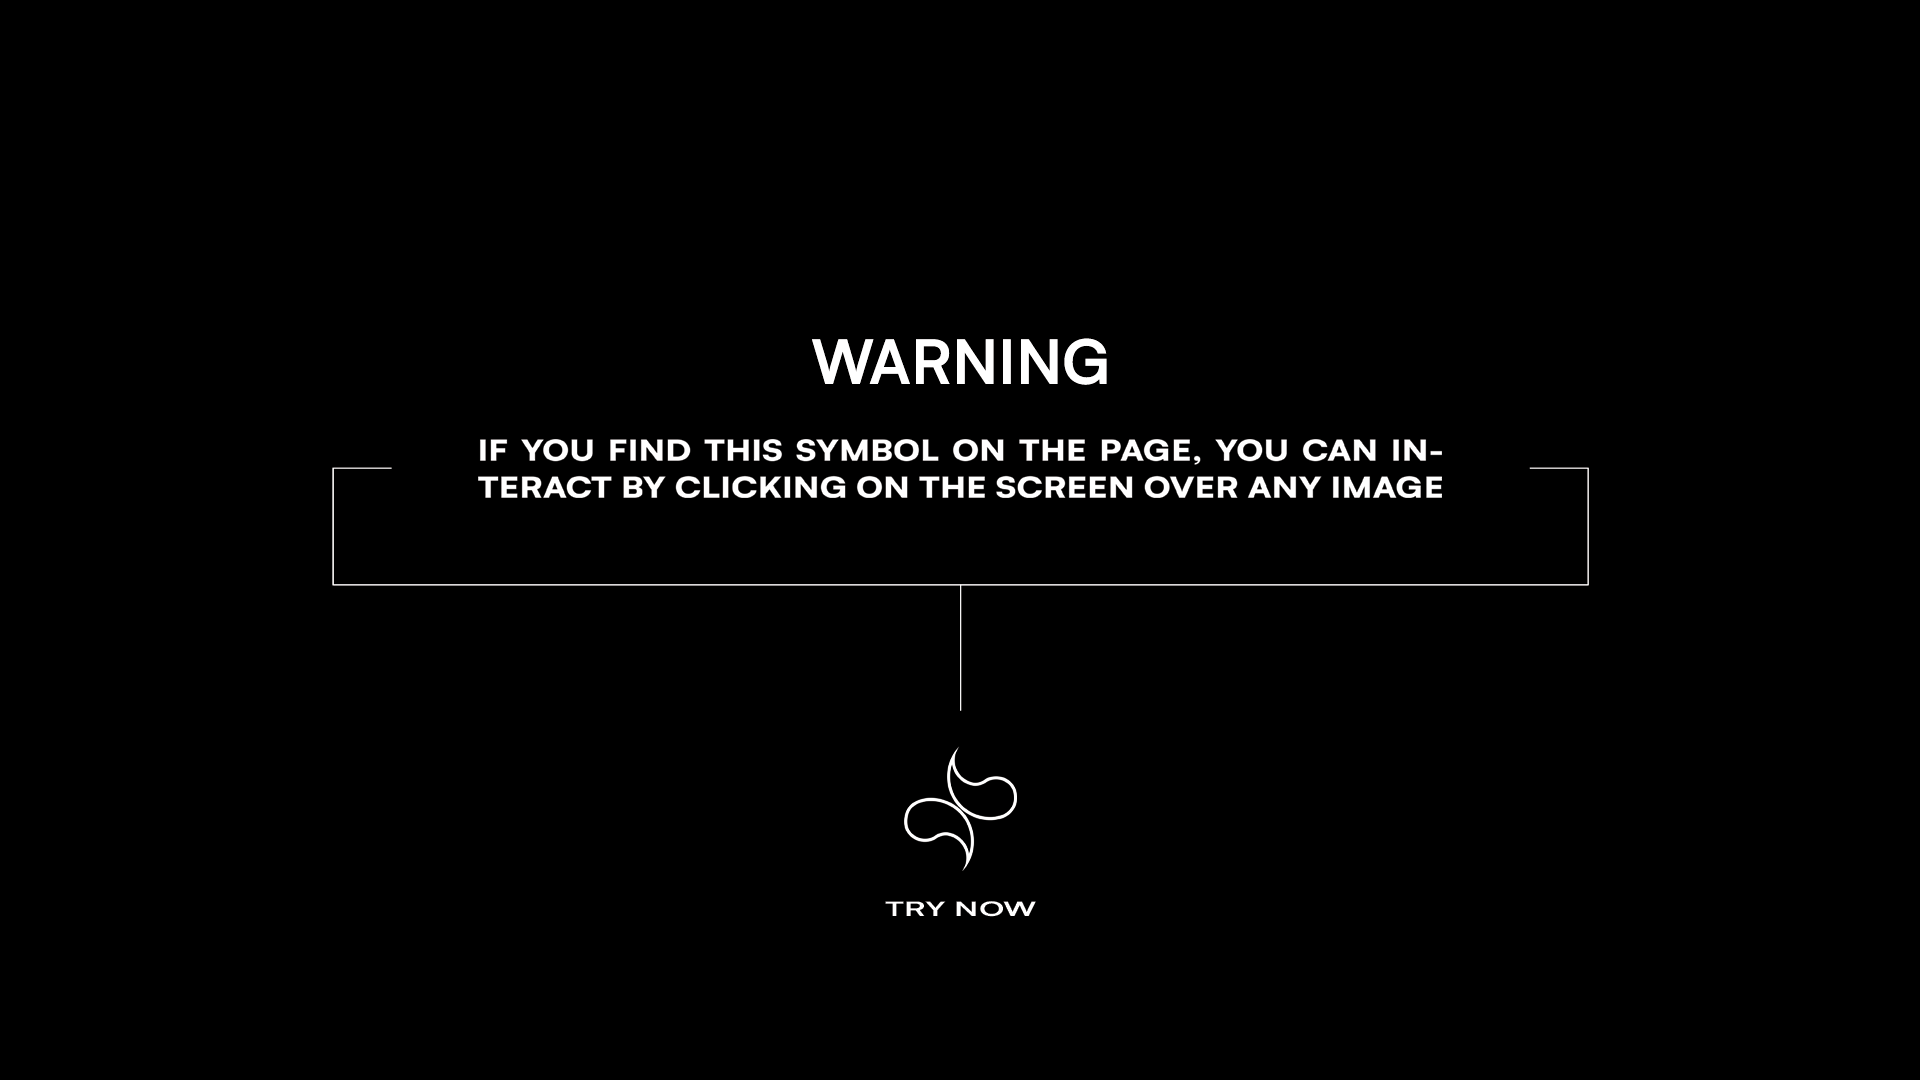 WARNING
IF YOU FIND THIS SYMBOL ON THE PAGE, YOU CAN IN-
TERACT BY CLICKING ON THE SCREEN OVER ANY IMAGE
TRY NOW